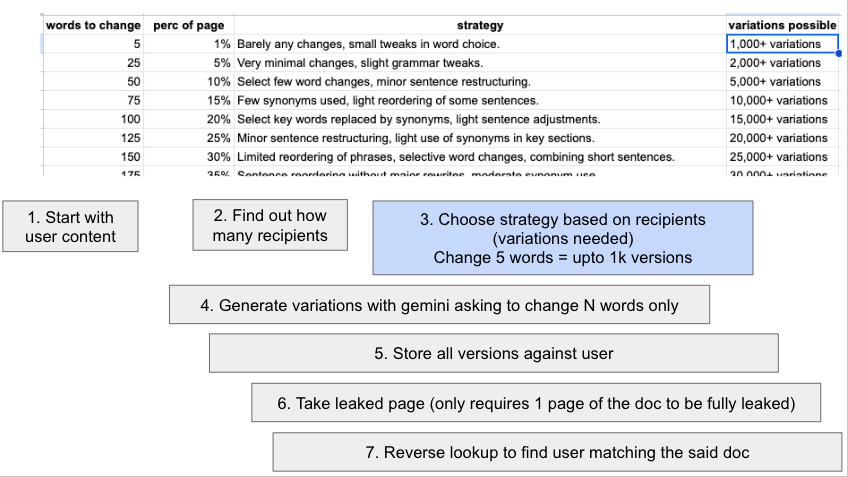 words to change perc of page strategy variations possible
5 1% Barely any changes, small tweaks in word choice. 1,000+ variations
25 5% Very minimal changes, slight grammar tweaks. 2,000+ variations
50 10% Select few word changes, minor sentence restructuring. 5,000+ variations
75 15% Few synonyms used, light reordering of some sentences. 10,000+ variations
100 20% Select key words replaced by synonyms, light sentence adjustments. 15,000+ variations
125 25% Minor sentence restructuring, light use of synonyms in key sections. 20,000+ variations
150 30% Limited reordering of phrases, selective word changes, combining short sentences. 25,000+ variations
175 35% Sentence reordering without major rewrites, moderate synonym use. 30,000+ variations
1. Start with
user content
2. Find out how
many recipients
3. Choose strategy based on recipients
(variations needed)
Change 5 words = upto 1k versions
4. Generate variations with gemini asking to change N words only
5. Store all versions against user
6. Take leaked page (only requires 1 page of the doc to be fully leaked)
7. Reverse lookup to find user matching the said doc